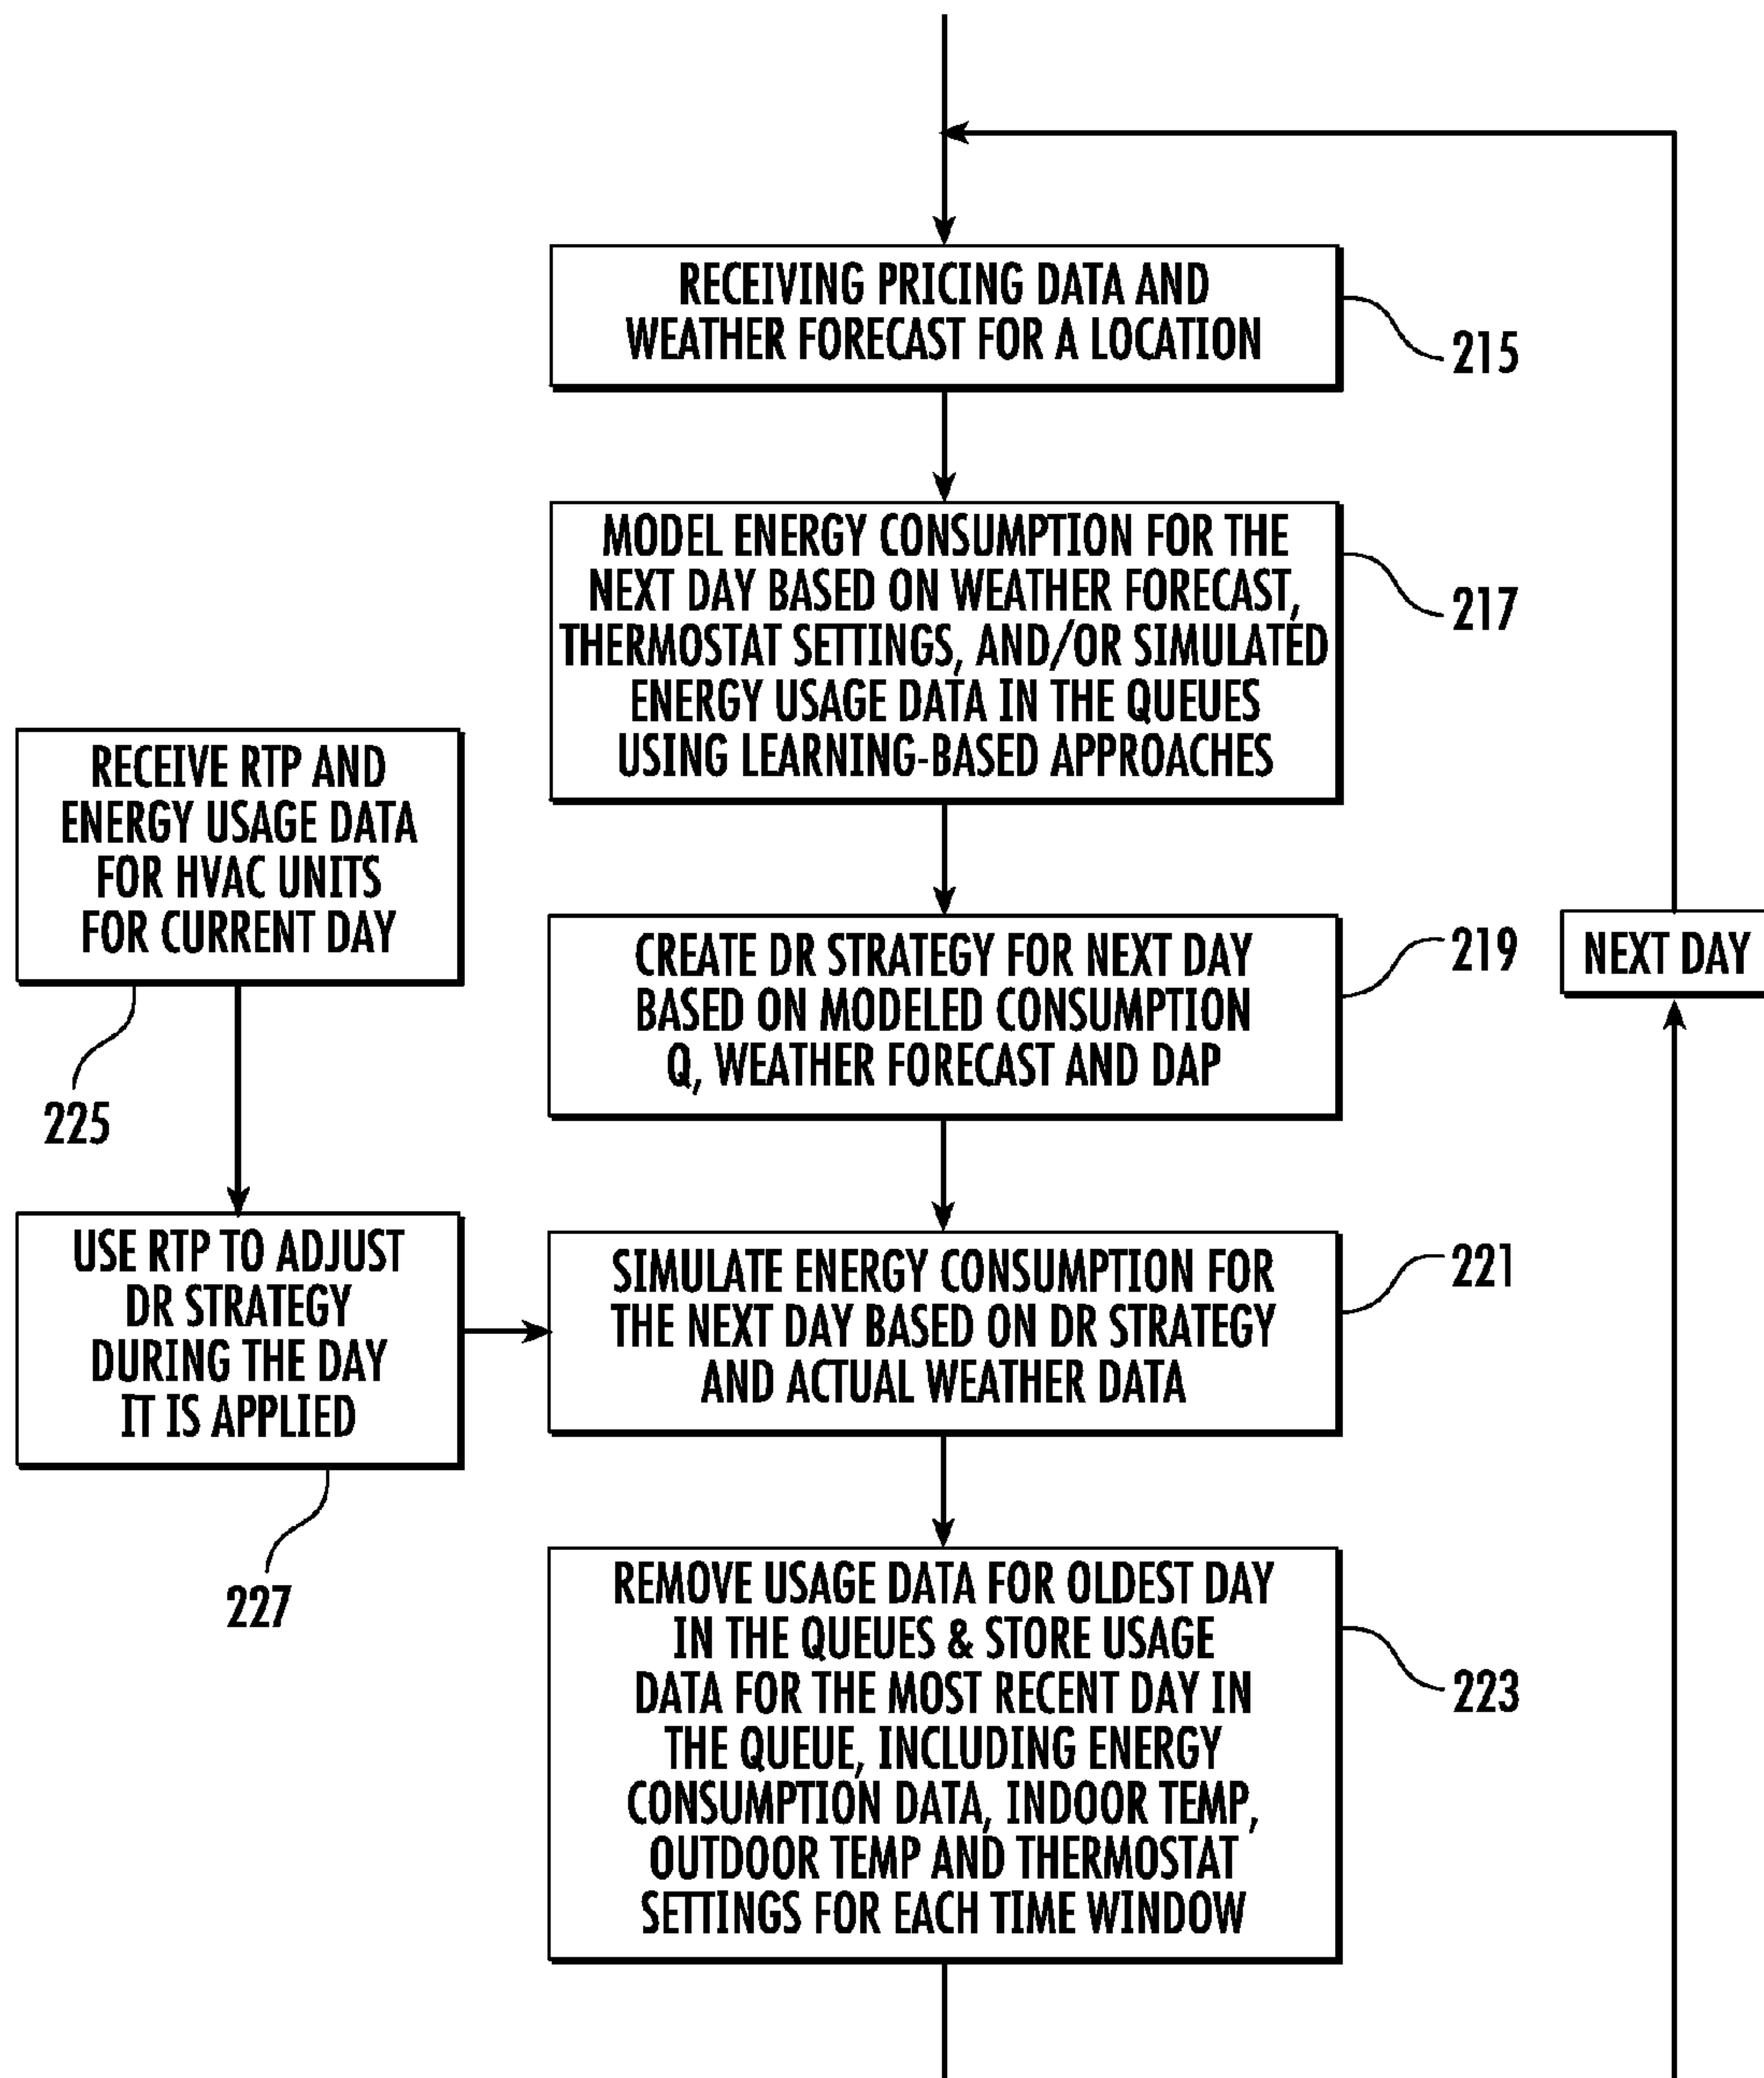 RECEIVING PRICING DATA AND
WEATHER FORECAST FOR A LOCATION
215
MODEL ENERGY CONSUMPTION FOR THE
NEXT DAY BASED ON WEATHER FORECAST,
THERMOSTAT SETTINGS, AND/OR SIMULATED
ENERGY USAGE DATA IN THE QUEUES
USING LEARNING-BASED APPROACHES
217
RECEIVE RTP AND
ENERGY USAGE DATA
FOR HVAC UNITS
FOR CURRENT DAY
225
CREATE DR STRATEGY FOR NEXT DAY
BASED ON MODELED CONSUMPTION
Q, WEATHER FORECAST AND DAP
219
NEXT DAY
USE RTP TO ADJUST
DR STRATEGY
DURING THE DAY
IT IS APPLIED
227
SIMULATE ENERGY CONSUMPTION FOR
THE NEXT DAY BASED ON DR STRATEGY
AND ACTUAL WEATHER DATA
221
REMOVE USAGE DATA FOR OLDEST DAY
IN THE QUEUES & STORE USAGE
DATA FOR THE MOST RECENT DAY IN
THE QUEUE, INCLUDING ENERGY
CONSUMPTION DATA, INDOOR TEMP,
OUTDOOR TEMP AND THERMOSTAT
SETTINGS FOR EACH TIME WINDOW
223